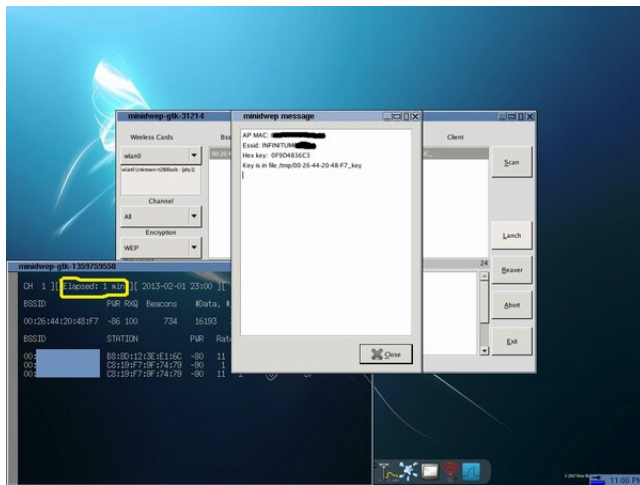 minidwep-gtk-31214
Wireless Cards
wlan0
Channel
All
Encryption
WEP
minidwep message
AP MAC:
Essid: INFINITUM
Hex key: 0F9D4836C3
Key is in file /tmp/00-26-44-20-48-F7_key
Close
Client
Scan
Lanch
Reaver
Abort
Exit
24
minidwep-gtk-1359759558
CH 1 ][ Elapsed: 1 min ][ 2013-02-01 23:00 ][
BSSID PWR RXQ Beacons #Data, #
00:26:44:20:48:F7 -86 100 734 16193
BSSID STATION PWR Rat
00: B8:8D:12:3E:E1:6C -80 11
00: C8:19:F7:9F:74:79 -90 1
00: C8:19:F7:9F:74:79 -90 11
11:00 P